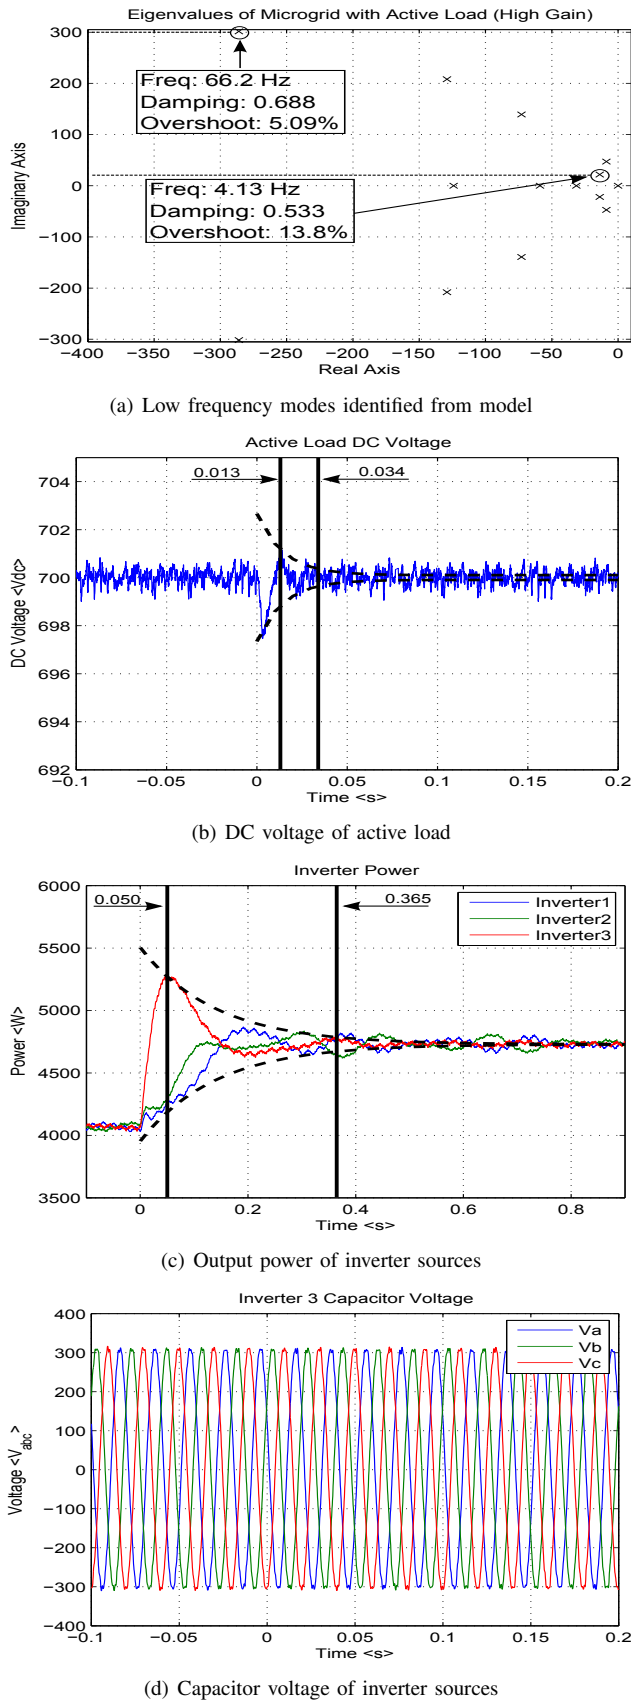 Eigenvalues of Microgrid with Active Load (High Gain)
300
200
100
0
−100
−200
−300
Imaginary Axis
Freq: 66.2 Hz
Damping: 0.688
Overshoot: 5.09%
Freq: 4.13 Hz
Damping: 0.533
Overshoot: 13.8%
−400 −350 −300 −250 −200 −150 −100 −50 0
Real Axis
(a) Low frequency modes identified from model
Active Load DC Voltage
704
702
700
698
696
694
692
DC Voltage <Vdc>
0.013 0.034
−0.1 −0.05 0 0.05 0.1 0.15 0.2
Time <s>
(b) DC voltage of active load
Inverter Power
6000
5500
5000
4500
4000
3500
Power <W>
0.050 0.365
Inverter1
Inverter2
Inverter3
0 0.2 0.4 0.6 0.8
Time <s>
(c) Output power of inverter sources
Inverter 3 Capacitor Voltage
400
300
200
100
0
−100
−200
−300
−400
Voltage <Vabc>
Va
Vb
Vc
−0.1 −0.05 0 0.05 0.1 0.15 0.2
Time <s>
(d) Capacitor voltage of inverter sources